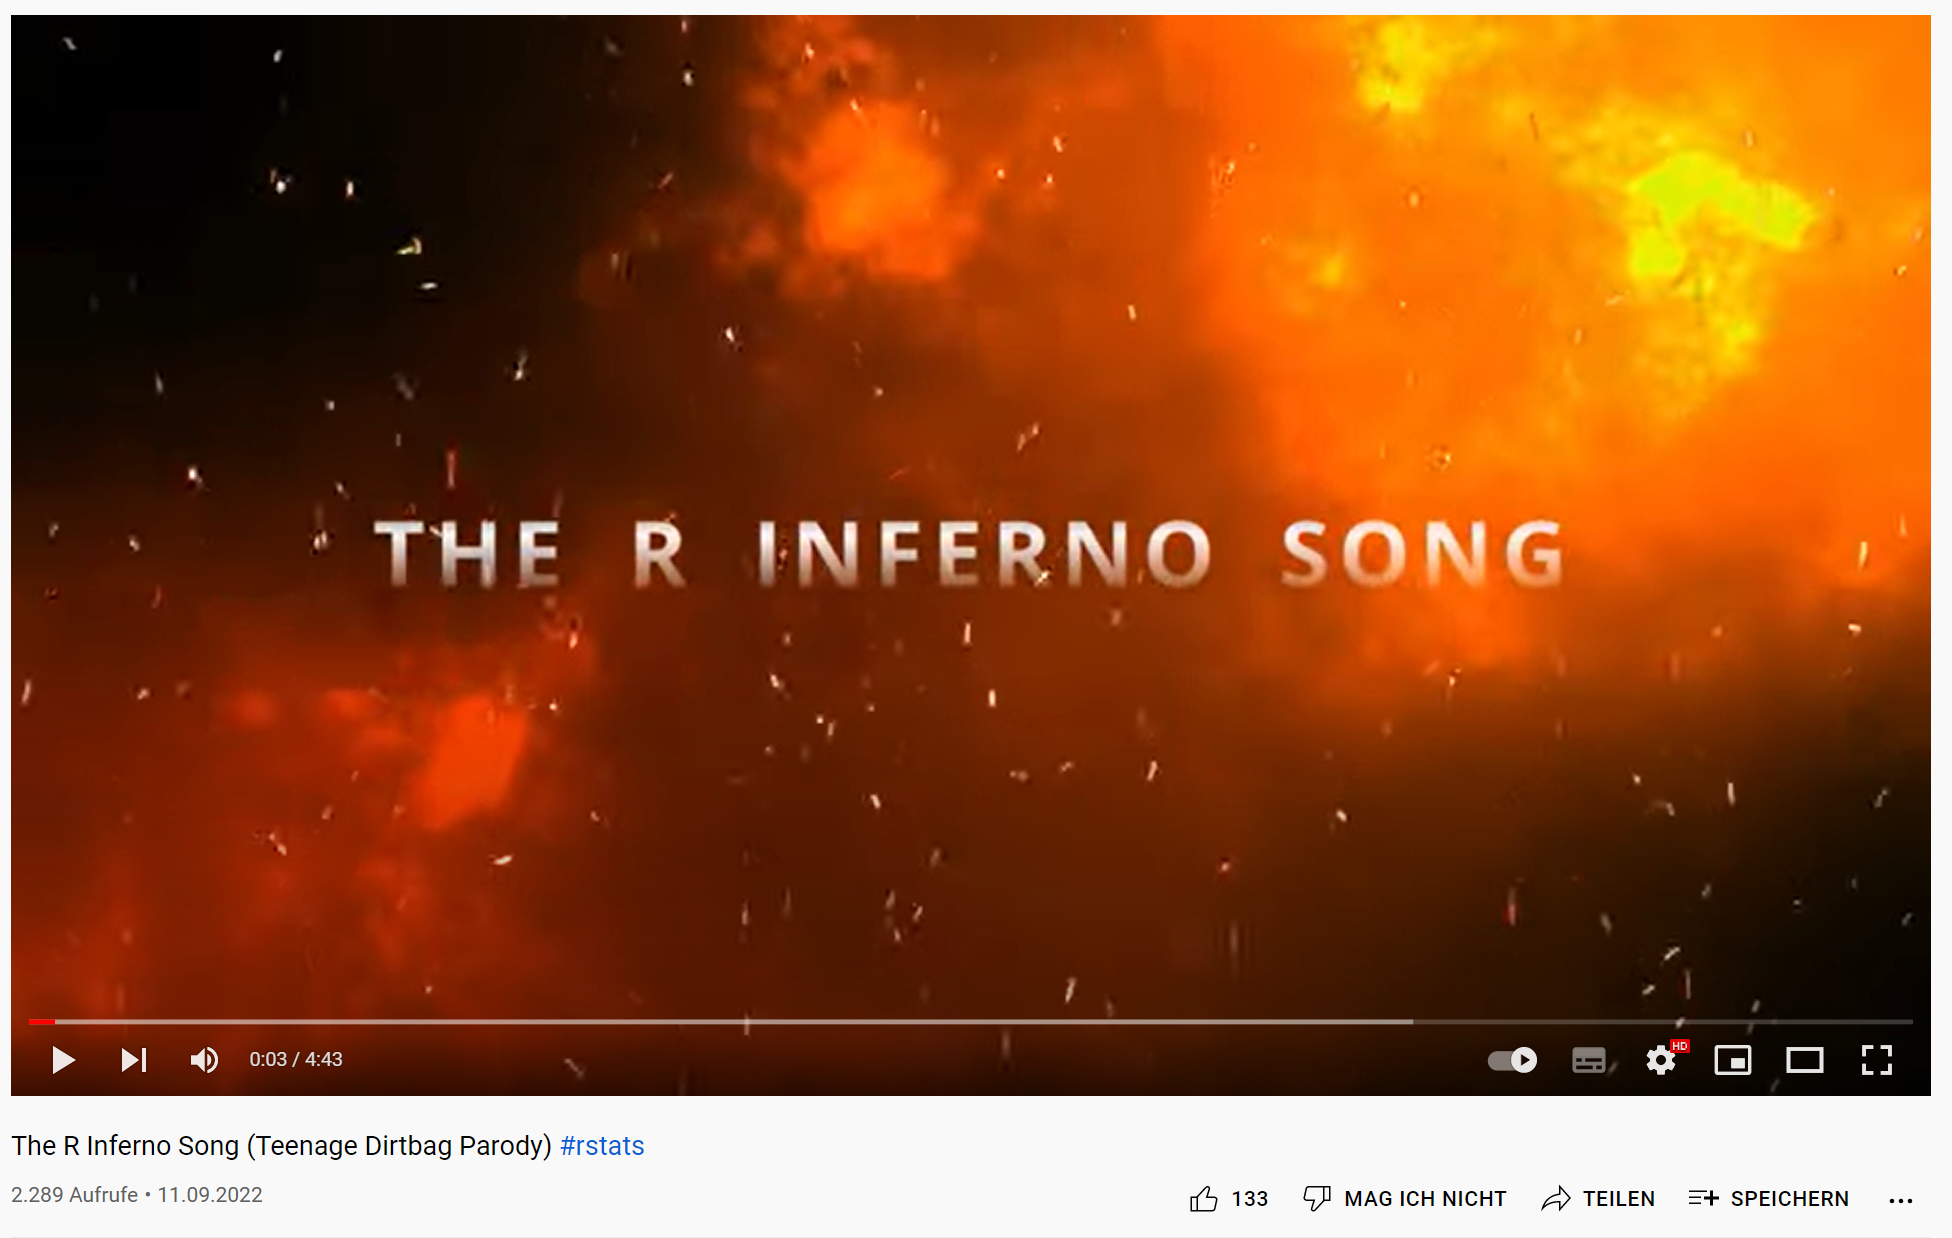 THE R INFERNO SONG
0:03 / 4:43
HD
The R Inferno Song (Teenage Dirtbag Parody) #rstats
2.289 Aufrufe • 11.09.2022
133 MAG ICH NICHT TEILEN SPEICHERN